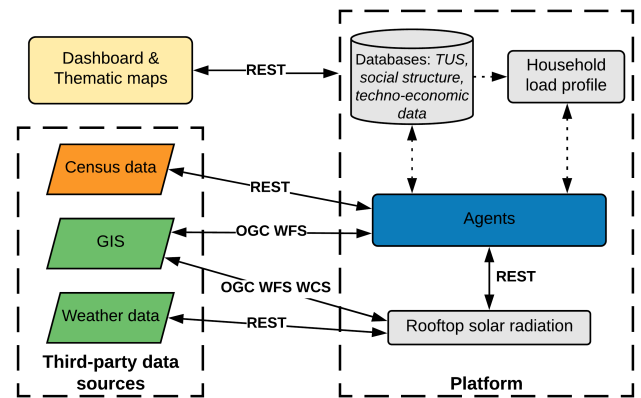 Dashboard &
Thematic maps
REST
Databases: TUS,
social structure,
techno-economic
data
Household
load profile
Census data
REST
Agents
GIS
OGC WFS
OGC WFS WCS
REST
Weather data
REST
Rooftop solar radiation
Third-party data
sources
Platform